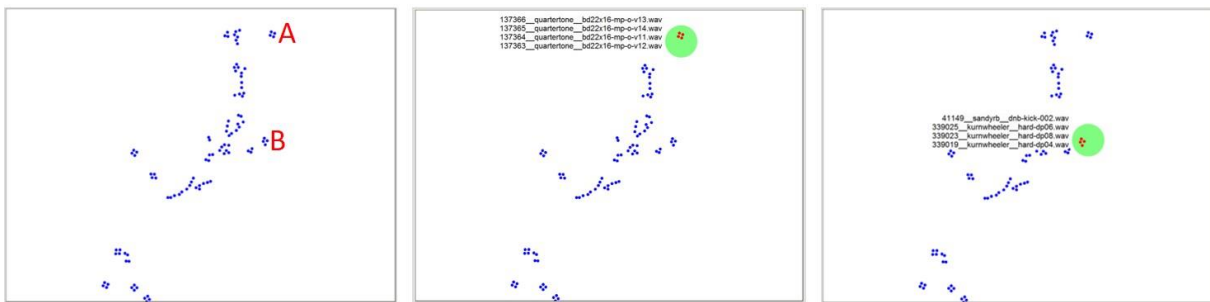 A
B
137366__quartertone__bd22x16-mp-o-v13.wav
137365__quartertone__bd22x16-mp-o-v14.wav
137364__quartertone__bd22x16-mp-o-v11.wav
137363__quartertone__bd22x16-mp-o-v12.wav
41149__sandyrb__dnb-kick-002.wav
339025__kurnwheeler__hard-dp06.wav
339023__kurnwheeler__hard-dp08.wav
339019__kurnwheeler__hard-dp04.wav